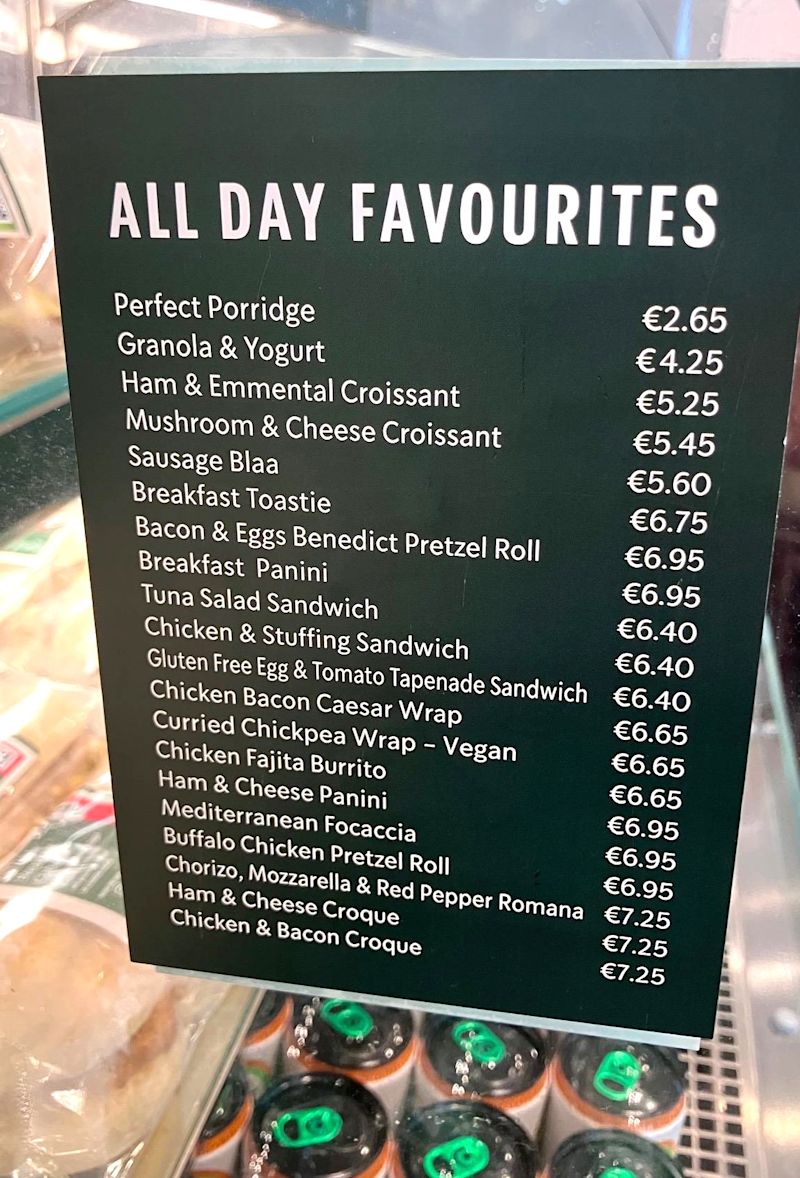 ALL DAY FAVOURITES
Perfect Porridge €2.65
Granola & Yogurt €4.25
Ham & Emmental Croissant €5.25
Mushroom & Cheese Croissant €5.45
Sausage Blaa €5.60
Breakfast Toastie €6.75
Bacon & Eggs Benedict Pretzel Roll €6.95
Breakfast Panini €6.95
Tuna Salad Sandwich €6.40
Chicken & Stuffing Sandwich €6.40
Gluten Free Egg & Tomato Tapenade Sandwich €6.40
Chicken Bacon Caesar Wrap €6.65
Curried Chickpea Wrap – Vegan €6.65
Chicken Fajita Burrito €6.65
Ham & Cheese Panini €6.95
Mediterranean Focaccia €6.95
Buffalo Chicken Pretzel Roll €6.95
Chorizo, Mozzarella & Red Pepper Romana €7.25
Ham & Cheese Croque €7.25
Chicken & Bacon Croque €7.25